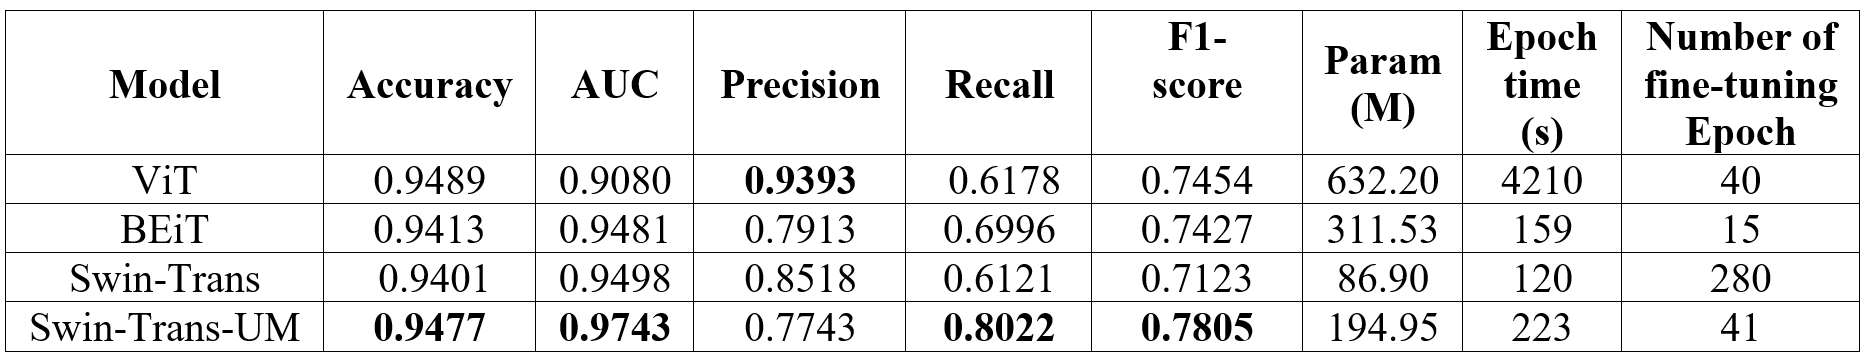 Model Accuracy AUC Precision Recall F1-score Param (M) Epoch time (s) Number of fine-tuning Epoch
ViT 0.9489 0.9080 0.9393 0.6178 0.7454 632.20 4210 40
BEiT 0.9413 0.9481 0.7913 0.6996 0.7427 311.53 159 15
Swin-Trans 0.9401 0.9498 0.8518 0.6121 0.7123 86.90 120 280
Swin-Trans-UM 0.9477 0.9743 0.7743 0.8022 0.7805 194.95 223 41